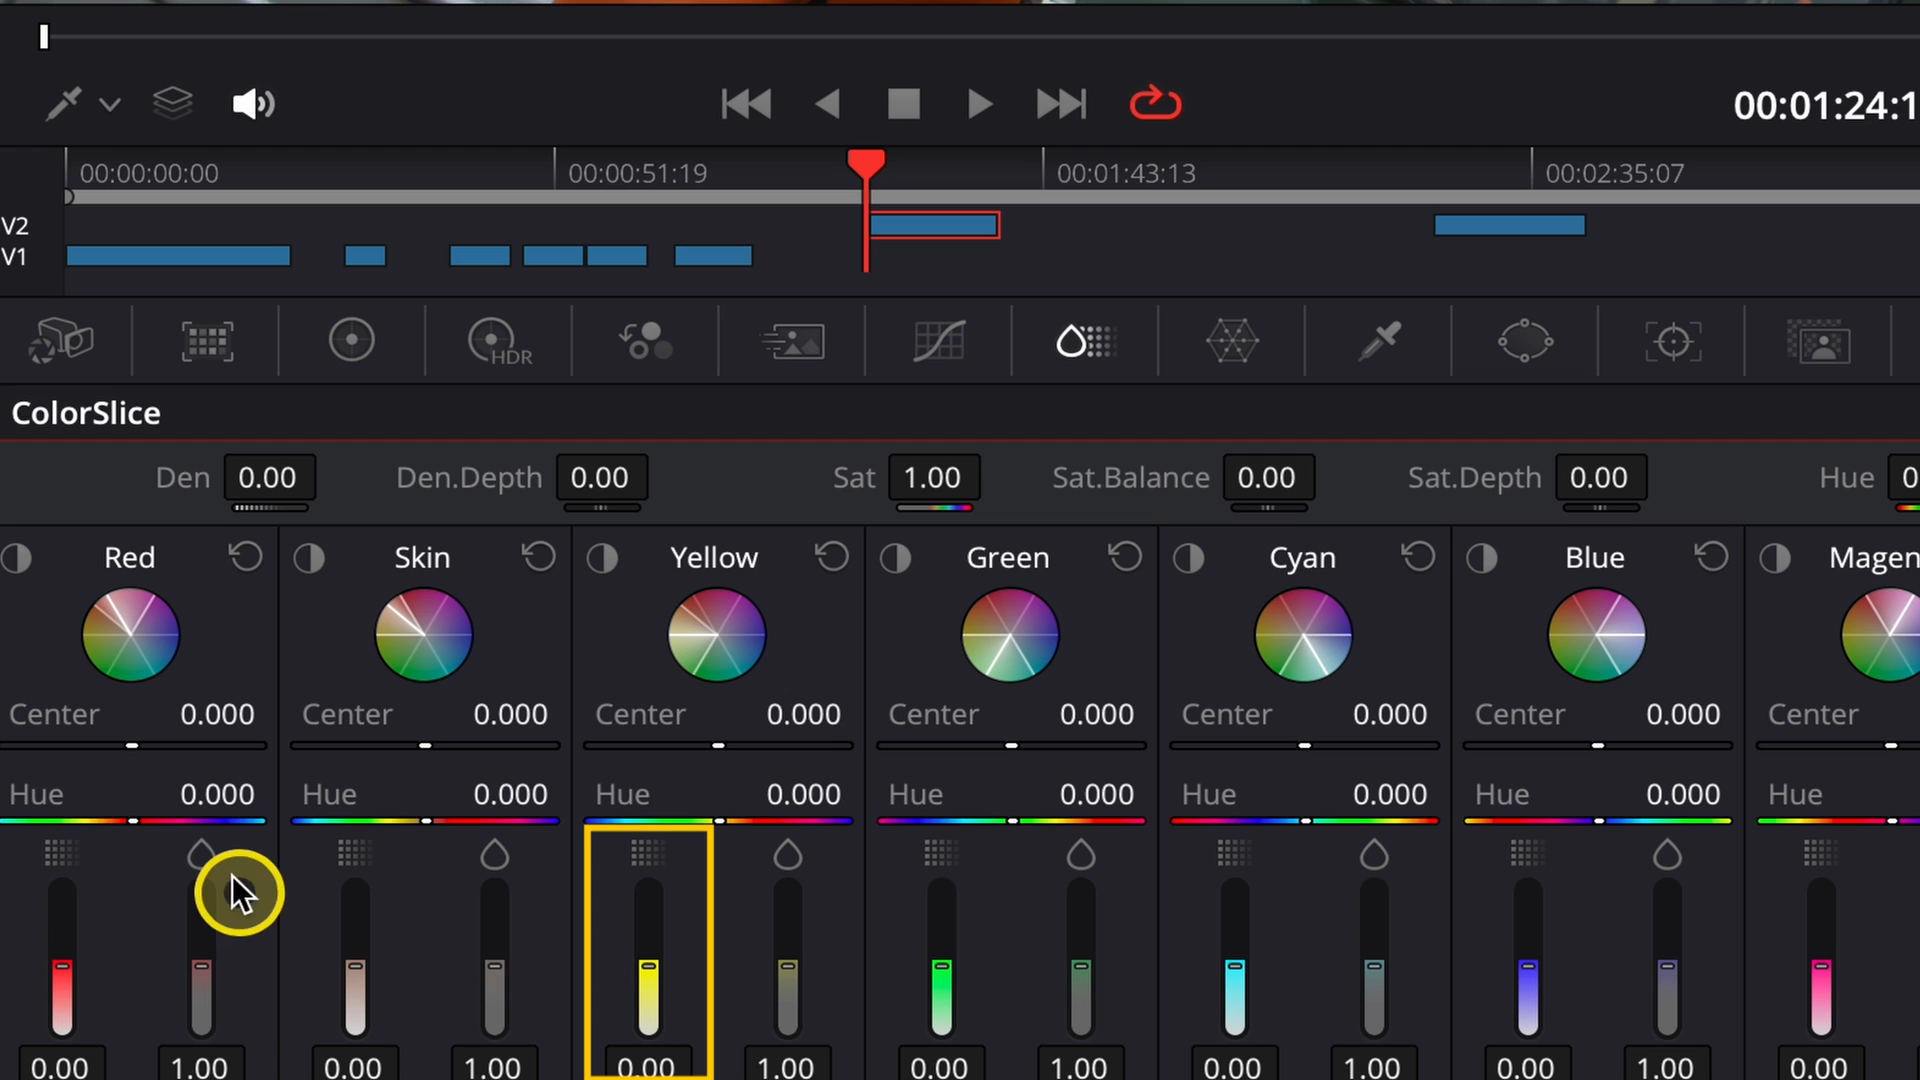 00:01:24:1
00:00:00:00 00:00:51:19 00:01:43:13 00:02:35:07
V2
V1
HDR
ColorSlice
Den 0.00 Den.Depth 0.00 Sat 1.00 Sat.Balance 0.00 Sat.Depth 0.00 Hue 0
Red Skin Yellow Green Cyan Blue Magen
Center 0.000 Center 0.000 Center 0.000 Center 0.000 Center 0.000 Center 0.000 Center
Hue 0.000 Hue 0.000 Hue 0.000 Hue 0.000 Hue 0.000 Hue 0.000 Hue
0.00 1.00 0.00 1.00 0.00 1.00 0.00 1.00 0.00 1.00 0.00 1.00 0.00